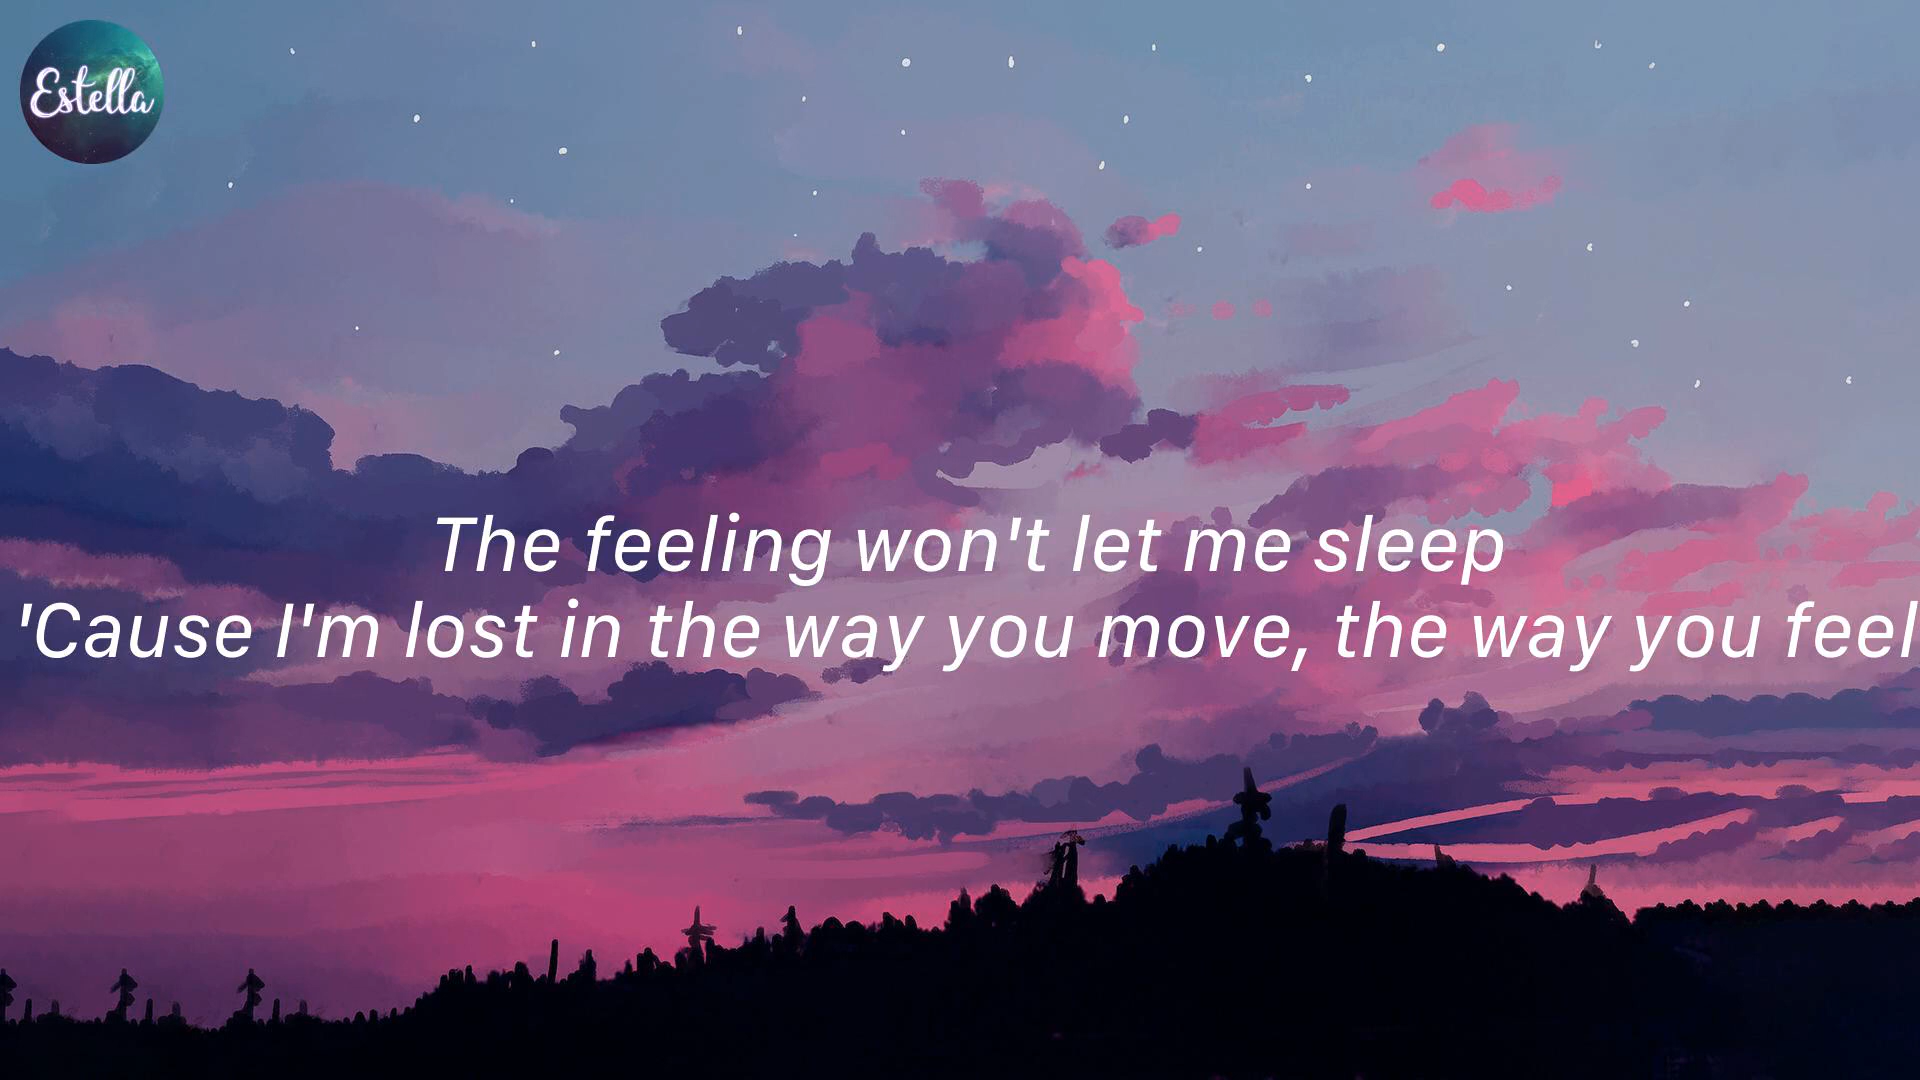 Estella
The feeling won't let me sleep
'Cause I'm lost in the way you move, the way you feel